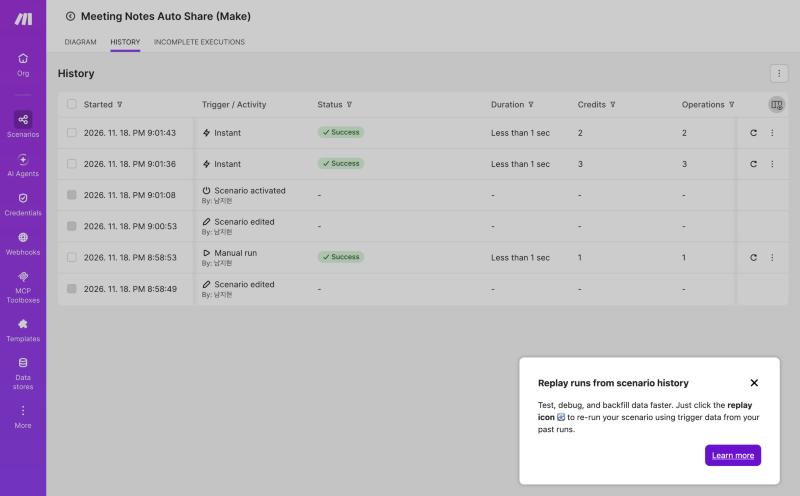 Meeting Notes Auto Share (Make)
DIAGRAM HISTORY INCOMPLETE EXECUTIONS
Org
Scenarios
AI Agents
Credentials
Webhooks
MCP
Toolboxes
Templates
Data
stores
More
History
Started Trigger / Activity Status Duration Credits Operations
2026. 11. 18. PM 9:01:43 Instant Success Less than 1 sec 2 2
2026. 11. 18. PM 9:01:36 Instant Success Less than 1 sec 3 3
2026. 11. 18. PM 9:01:08 Scenario activated - - - -
By: 남지현
2026. 11. 18. PM 9:00:53 Scenario edited - - - -
By: 남지현
2026. 11. 18. PM 8:58:53 Manual run Success Less than 1 sec 1 1
By: 남지현
2026. 11. 18. PM 8:58:49 Scenario edited - - - -
By: 남지현
Replay runs from scenario history
Test, debug, and backfill data faster. Just click the replay
icon to re-run your scenario using trigger data from your
past runs.
Learn more